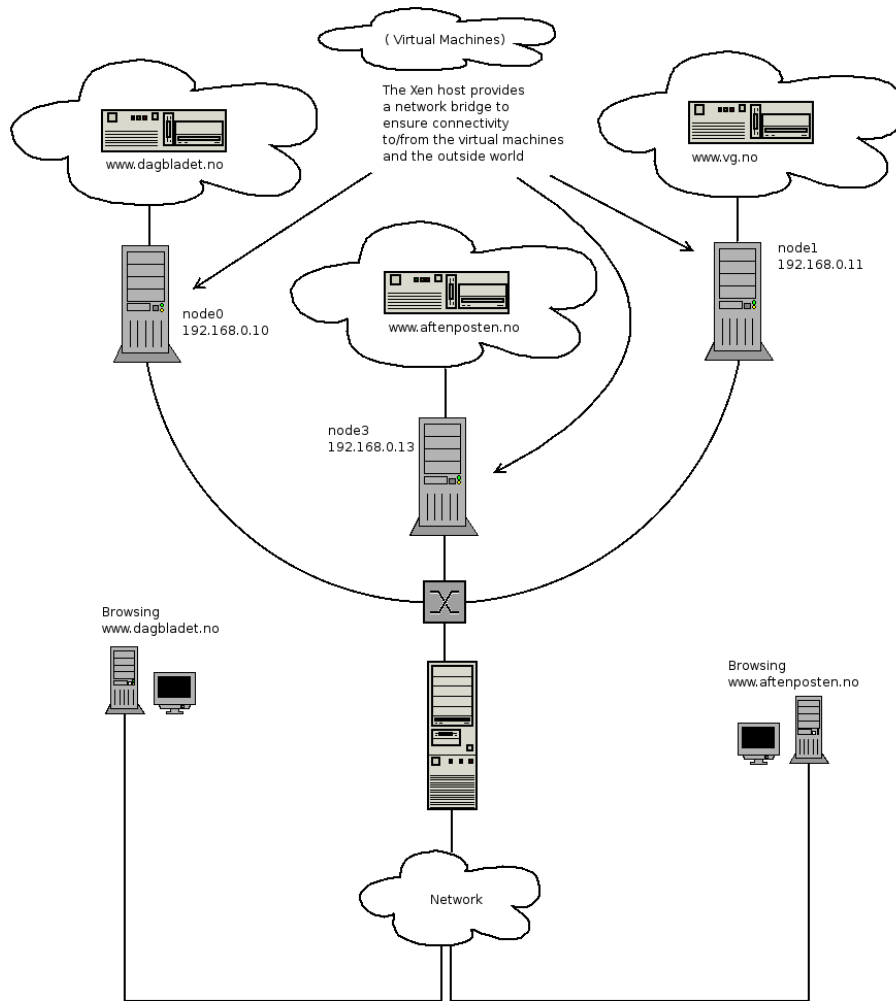 ( Virtual Machines)
The Xen host provides
a network bridge to
ensure connectivity
to/from the virtual machines
and the outside world
www.dagbladet.no
www.vg.no
node1
192.168.0.11
node0
192.168.0.10
www.aftenposten.no
node3
192.168.0.13
Browsing
www.dagbladet.no
Browsing
www.aftenposten.no
Network